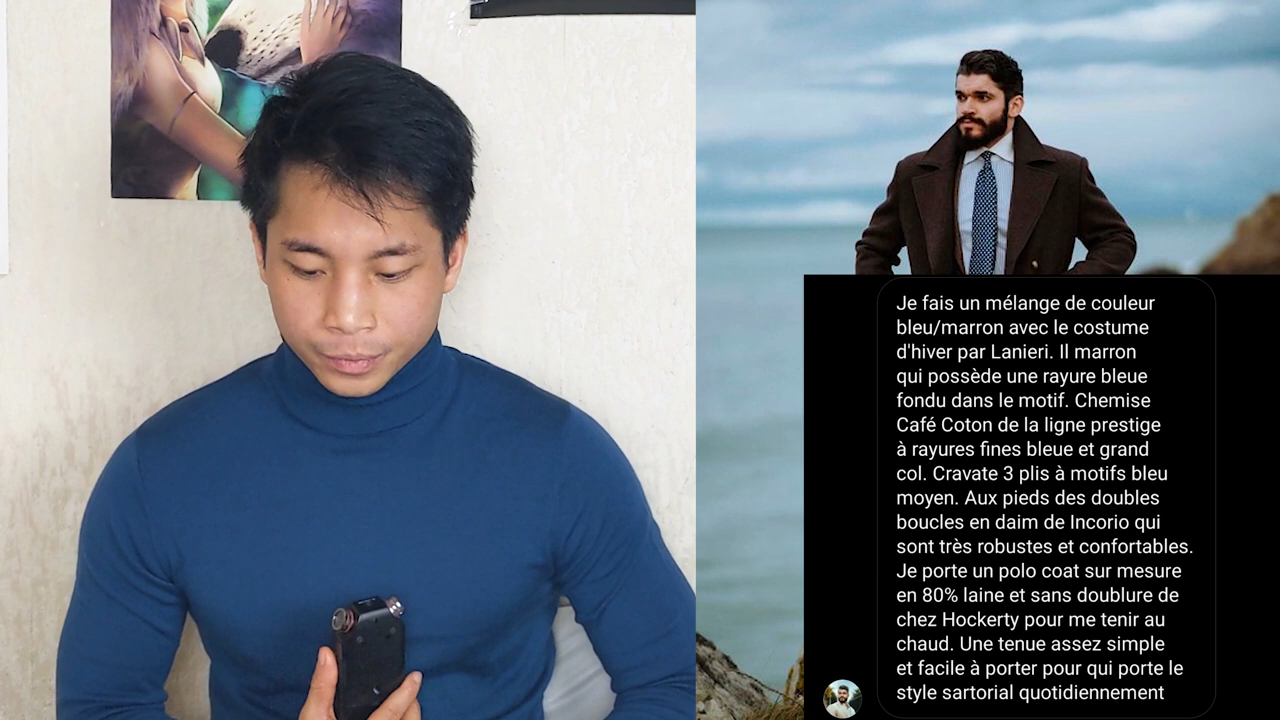 Je fais un mélange de couleur
bleu/marron avec le costume
d'hiver par Lanieri. Il marron
qui possède une rayure bleue
fondu dans le motif. Chemise
Café Coton de la ligne prestige
à rayures fines bleue et grand
col. Cravate 3 plis à motifs bleu
moyen. Aux pieds des doubles
boucles en daim de Incorio qui
sont très robustes et confortables.
Je porte un polo coat sur mesure
en 80% laine et sans doublure de
chez Hockerty pour me tenir au
chaud. Une tenue assez simple
et facile à porter pour qui porte le
style sartorial quotidiennement